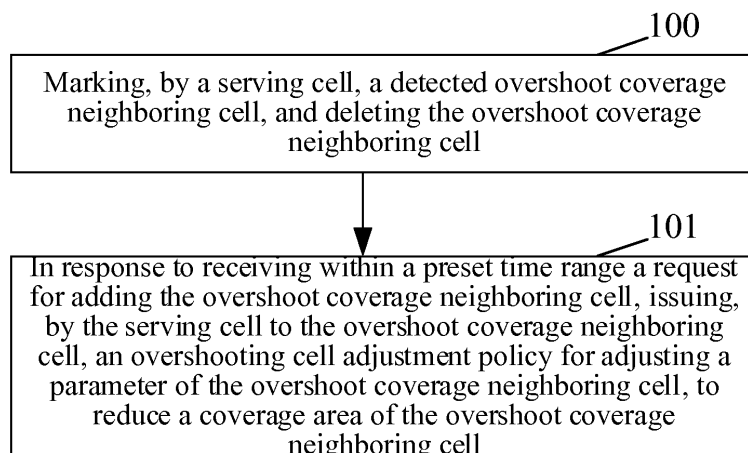 100
Marking, by a serving cell, a detected overshoot coverage
neighboring cell, and deleting the overshoot coverage
neighboring cell
101
In response to receiving within a preset time range a request
for adding the overshoot coverage neighboring cell, issuing,
by the serving cell to the overshoot coverage neighboring
cell, an overshooting cell adjustment policy for adjusting a
parameter of the overshoot coverage neighboring cell, to
reduce a coverage area of the overshoot coverage
neighboring cell